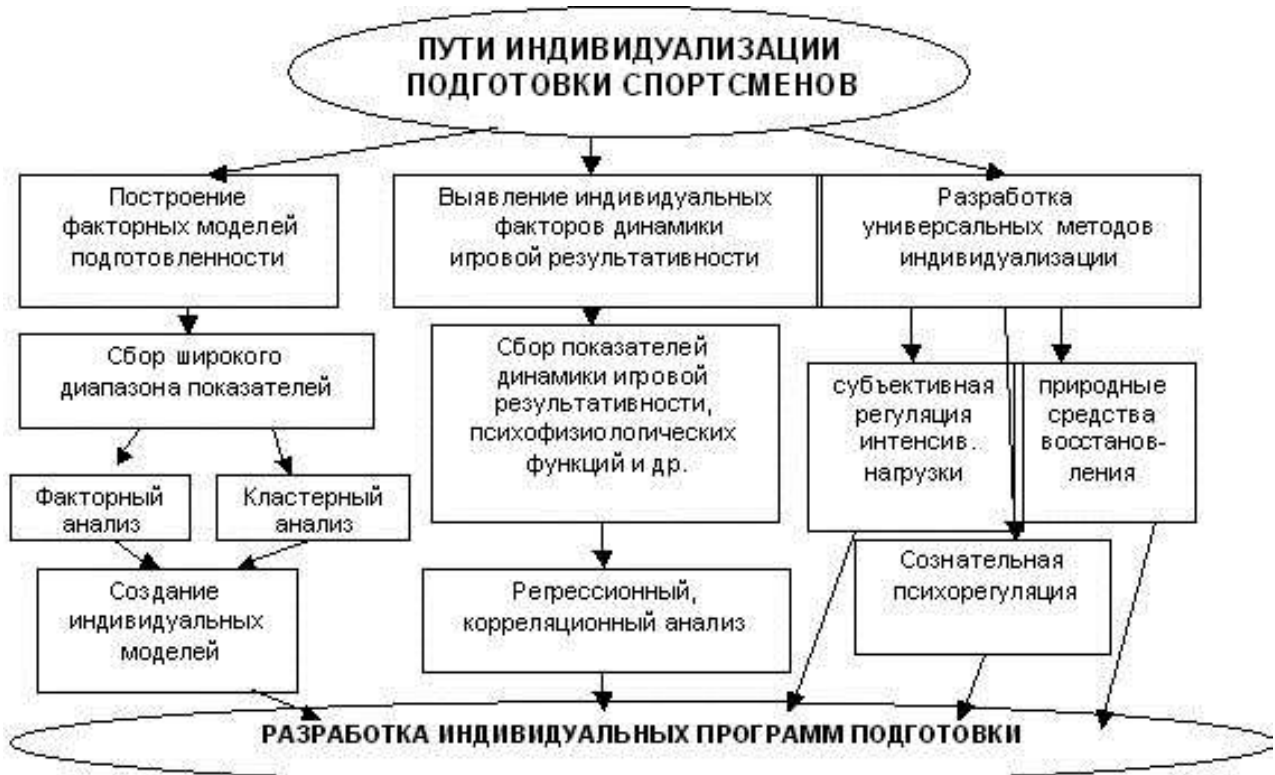 ПУТИ ИНДИВИДУАЛИЗАЦИИ
ПОДГОТОВКИ СПОРТСМЕНОВ
Построение
факторных моделей
подготовленности
Выявление индивидуальных
факторов динамики
игровой результативности
Разработка
универсальных методов
индивидуализации
Сбор широкого
диапазона показателей
Сбор показателей
динамики игровой
результативности,
психофизиологических
функций и др.
субъективная
регуляция
интенсив.
нагрузки
природные
средства
восстанов-
ления
Факторный
анализ
Кластерный
анализ
Сознательная
психорегуляция
Создание
индивидуальных
моделей
Регрессионный,
корреляционный анализ
РАЗРАБОТКА ИНДИВИДУАЛЬНЫХ ПРОГРАММ ПОДГОТОВКИ